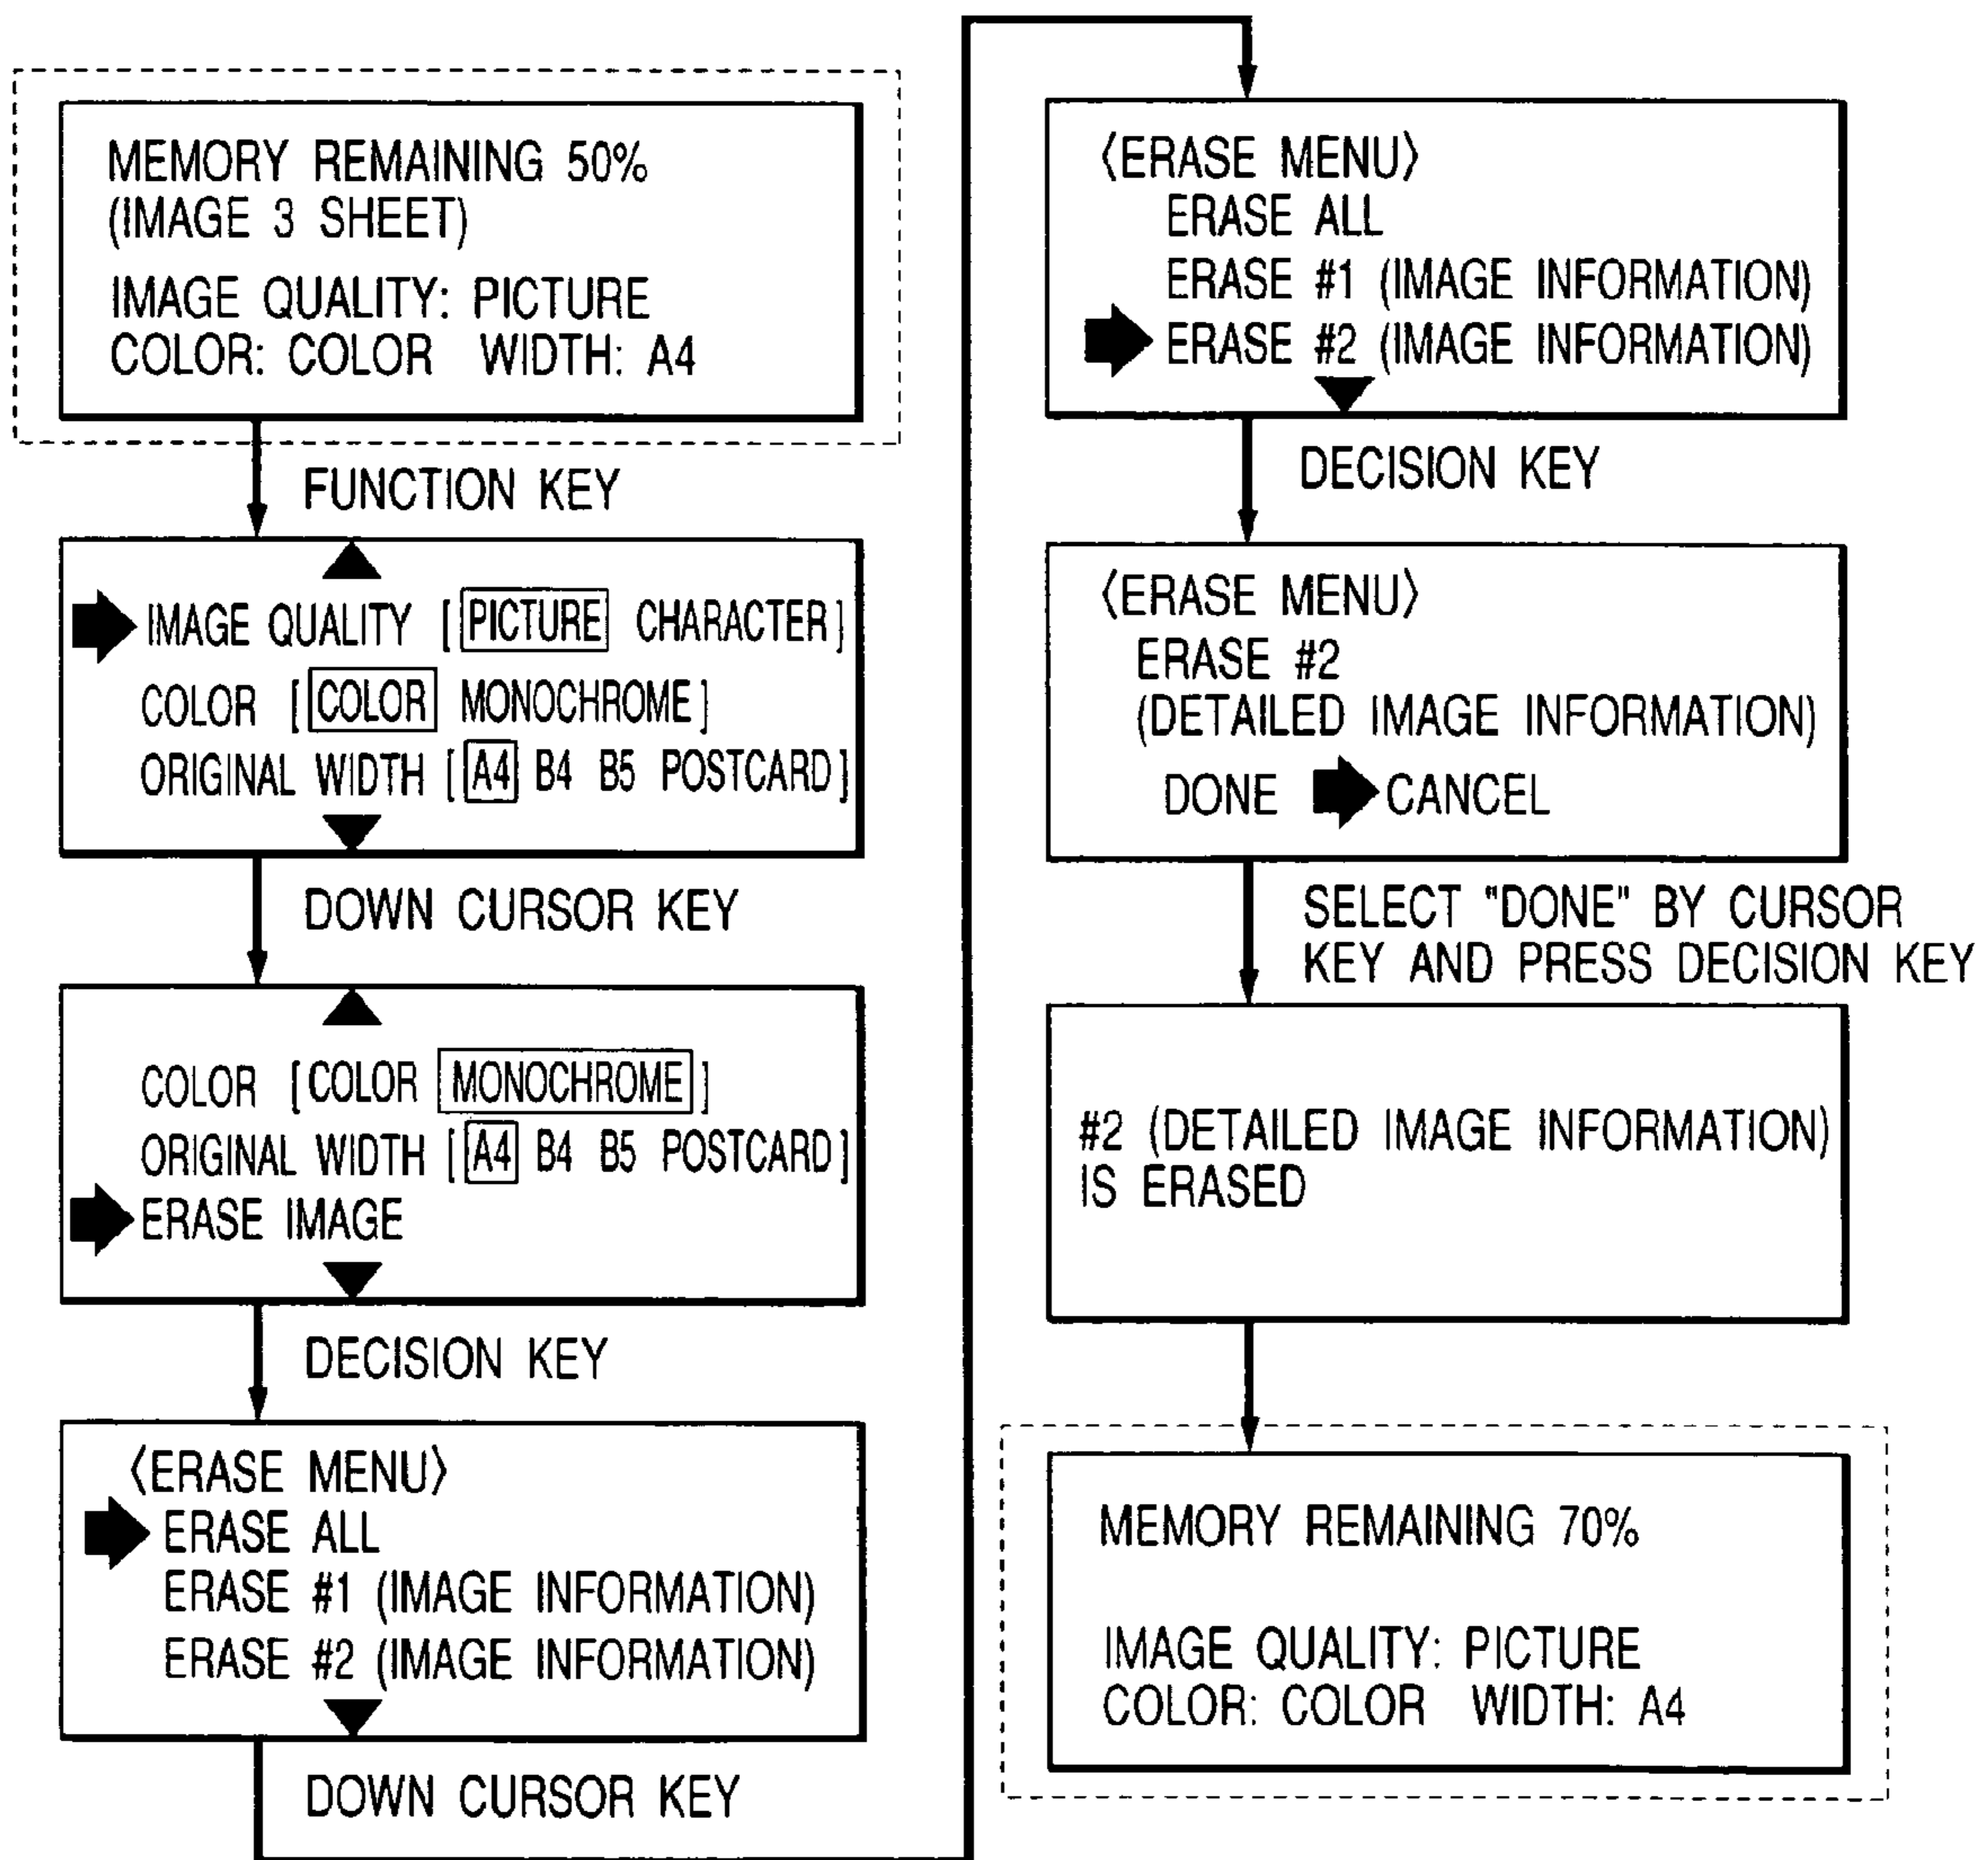 MEMORY REMAINING 50%
(IMAGE 3 SHEET)
IMAGE QUALITY: PICTURE
COLOR: COLOR WIDTH: A4
FUNCTION KEY
IMAGE QUALITY [PICTURE CHARACTER]
COLOR [COLOR MONOCHROME]
ORIGINAL WIDTH [A4 B4 B5 POSTCARD]
DOWN CURSOR KEY
COLOR [COLOR MONOCHROME]
ORIGINAL WIDTH [A4 B4 B5 POSTCARD]
ERASE IMAGE
DECISION KEY
〈ERASE MENU〉
ERASE ALL
ERASE #1 (IMAGE INFORMATION)
ERASE #2 (IMAGE INFORMATION)
DOWN CURSOR KEY
〈ERASE MENU〉
ERASE ALL
ERASE #1 (IMAGE INFORMATION)
ERASE #2 (IMAGE INFORMATION)
DECISION KEY
〈ERASE MENU〉
ERASE #2
(DETAILED IMAGE INFORMATION)
DONE CANCEL
SELECT "DONE" BY CURSOR
KEY AND PRESS DECISION KEY
#2 (DETAILED IMAGE INFORMATION)
IS ERASED
MEMORY REMAINING 70%
IMAGE QUALITY: PICTURE
COLOR: COLOR WIDTH: A4